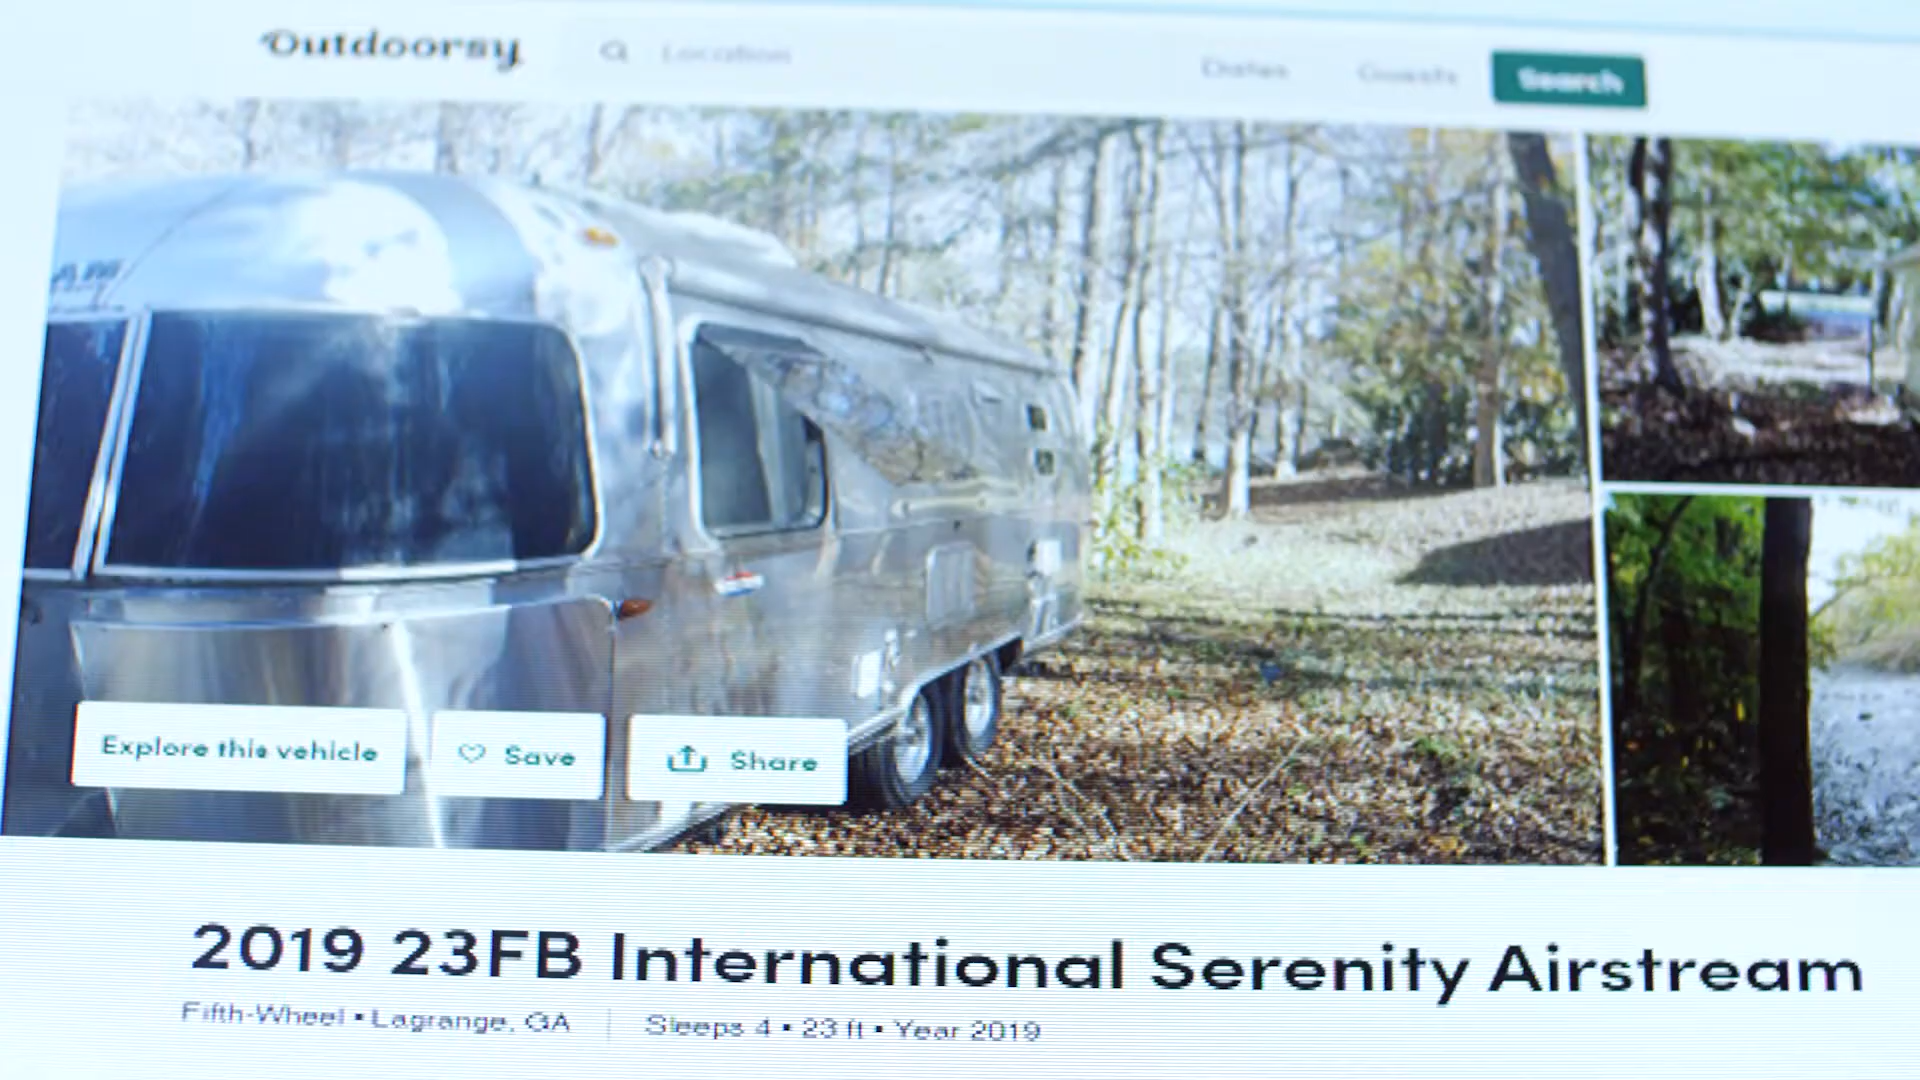 Outdoorsy
Location Dates Guests Search
AM
Explore this vehicle Save Share
2019 23FB International Serenity Airstream
Fifth-Wheel • Lagrange, GA Sleeps 4 • 23 ft • Year 2019